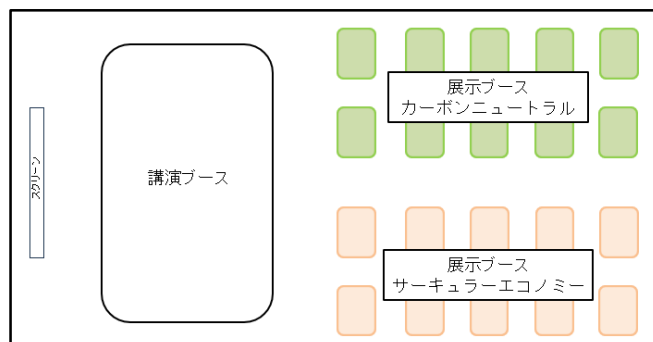 スクリーン
講演ブース
展示ブース
カーボンニュートラル
展示ブース
サーキュラーエコノミー